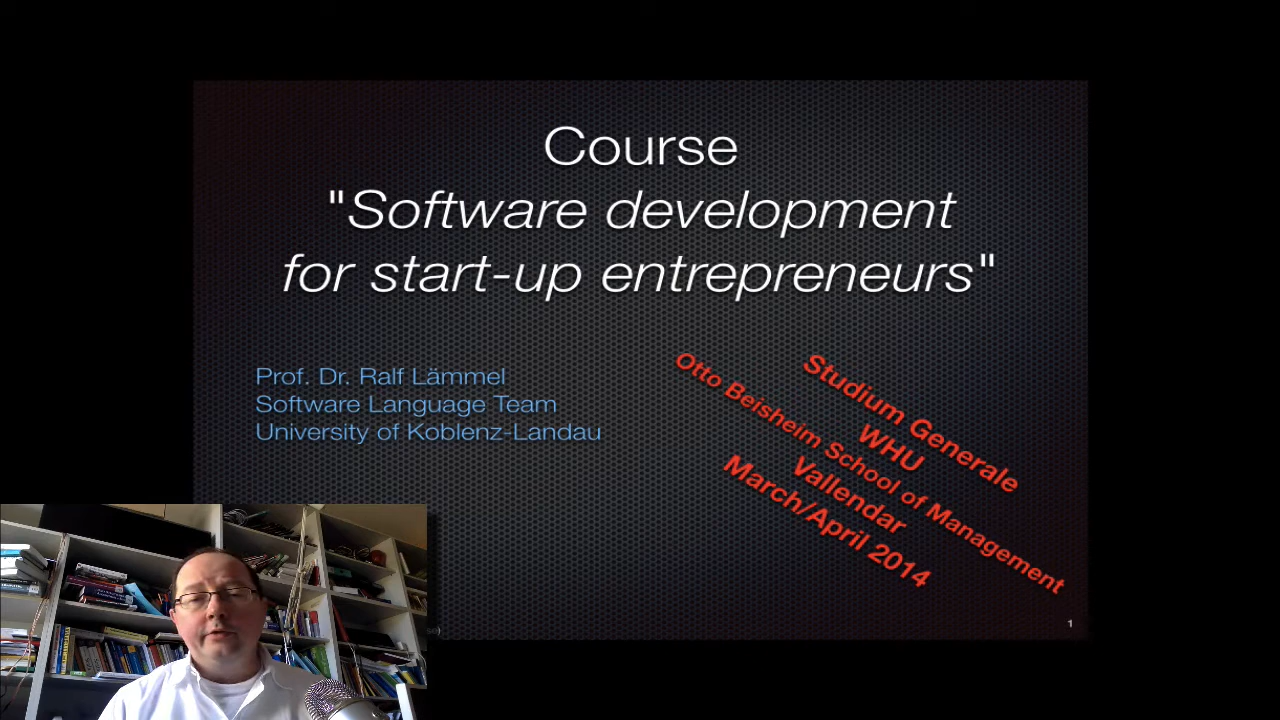 Course
"Software development
for start-up entrepreneurs"
Prof. Dr. Ralf Lämmel
Software Language Team
University of Koblenz-Landau
Studium Generale
WHU
Otto Beisheim School of Management
Vallendar
March/April 2014
1